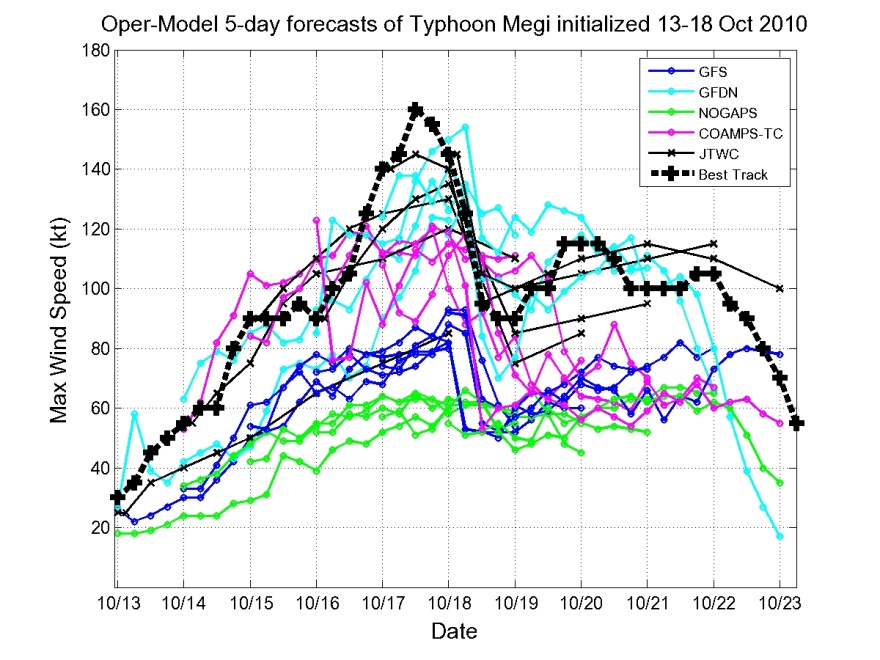 Oper-Model 5-day forecasts of Typhoon Megi initialized 13-18 Oct 2010
180
160
140
120
100
80
60
40
20
Max Wind Speed (kt)
GFS
GFDN
NOGAPS
COAMPS-TC
JTWC
Best Track
10/13 10/14 10/15 10/16 10/17 10/18 10/19 10/20 10/21 10/22 10/23
Date